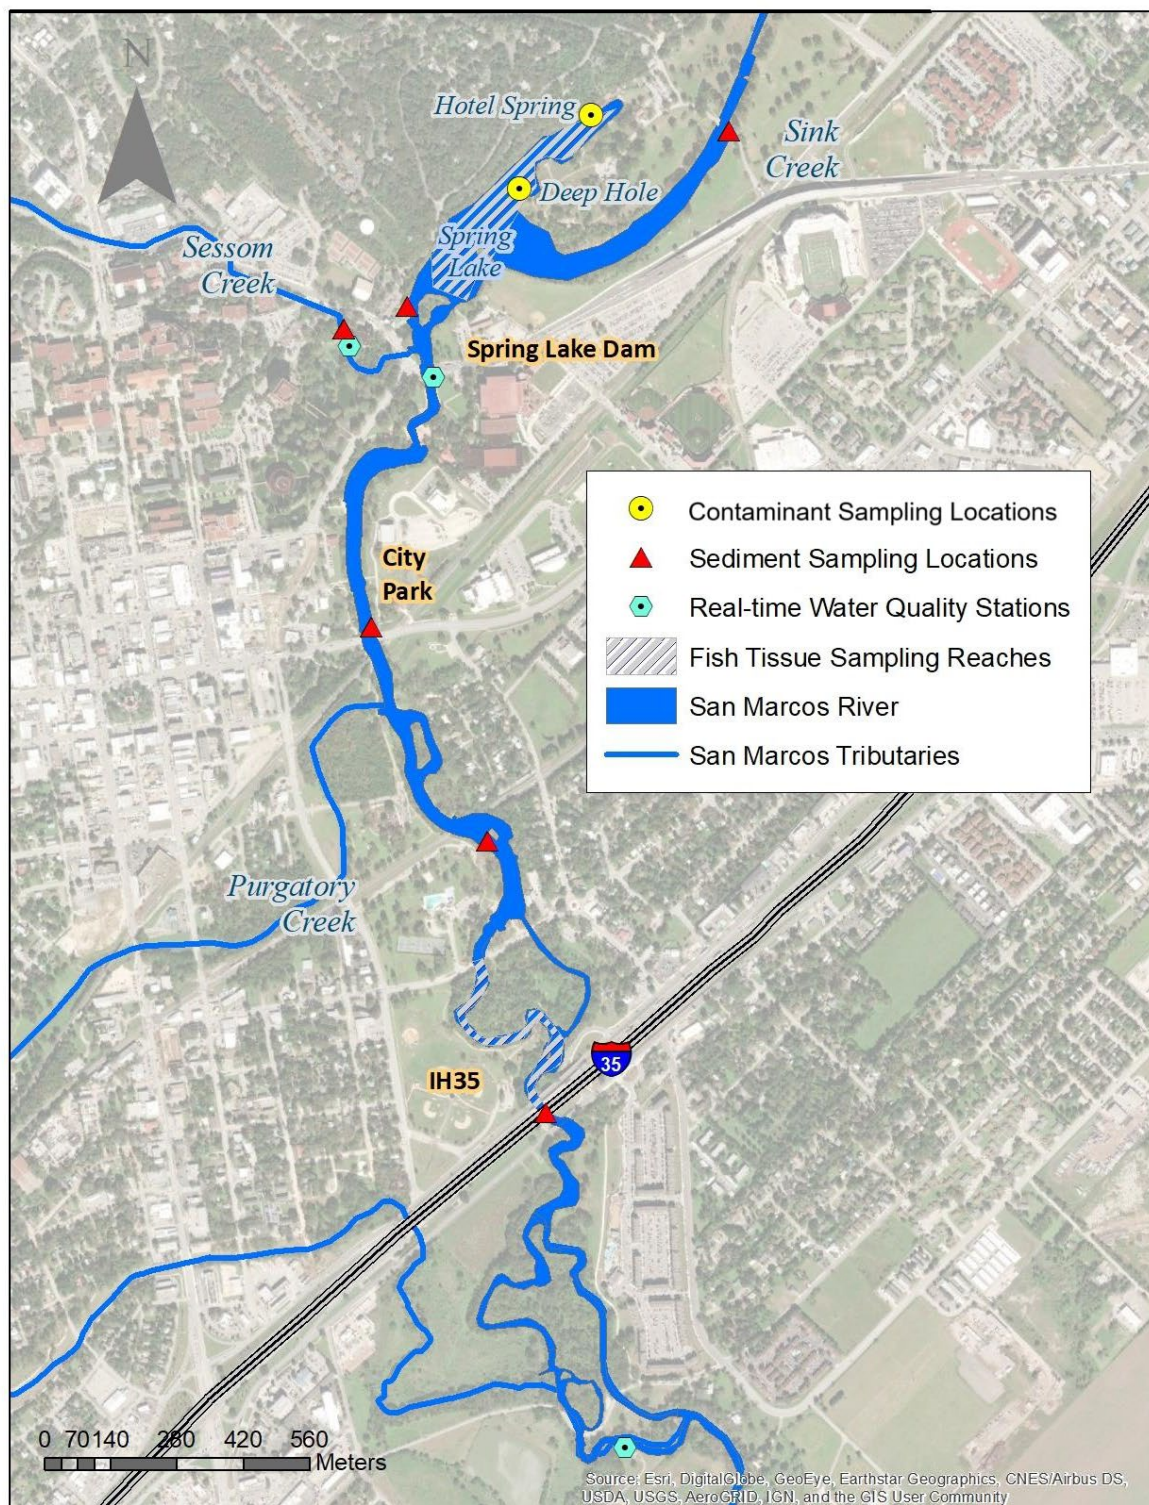 N
Hotel Spring
Sink
Creek
Deep Hole
Sessom
Creek
Spring
Lake
Spring Lake Dam
Contaminant Sampling Locations
Sediment Sampling Locations
Real-time Water Quality Stations
Fish Tissue Sampling Reaches
San Marcos River
San Marcos Tributaries
City
Park
Purgatory
Creek
35
IH35
0 70 140 280 420 560
Meters
Source: Esri, DigitalGlobe, GeoEye, Earthstar Geographics, CNES/Airbus DS,
USDA, USGS, AeroGRID, IGN, and the GIS User Community